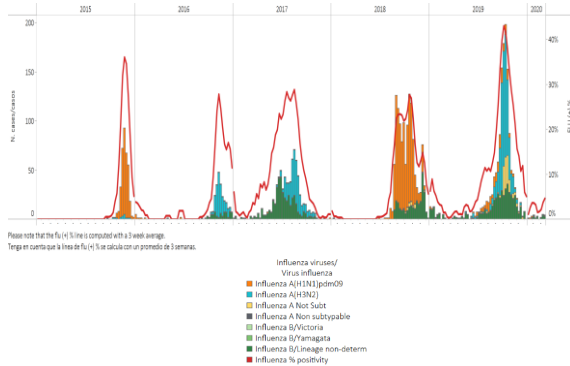 2015 2016 2017 2018 2019 2020
200
150
100
50
0
N. cases/casos
40%
30%
20%
10%
0%
Please note that the flu (+) % line is computed with a 3 week average.
Tenga en cuenta que la línea de flu (+) % se calcula con un promedio de 3 semanas.
Influenza viruses/
Virus influenza
Influenza A(H1N1)pdm09
Influenza A(H3N2)
Influenza A Not Subt
Influenza A Non subtypable
Influenza B/Victoria
Influenza B/Yamagata
Influenza B/Lineage non-determ
Influenza % positivity